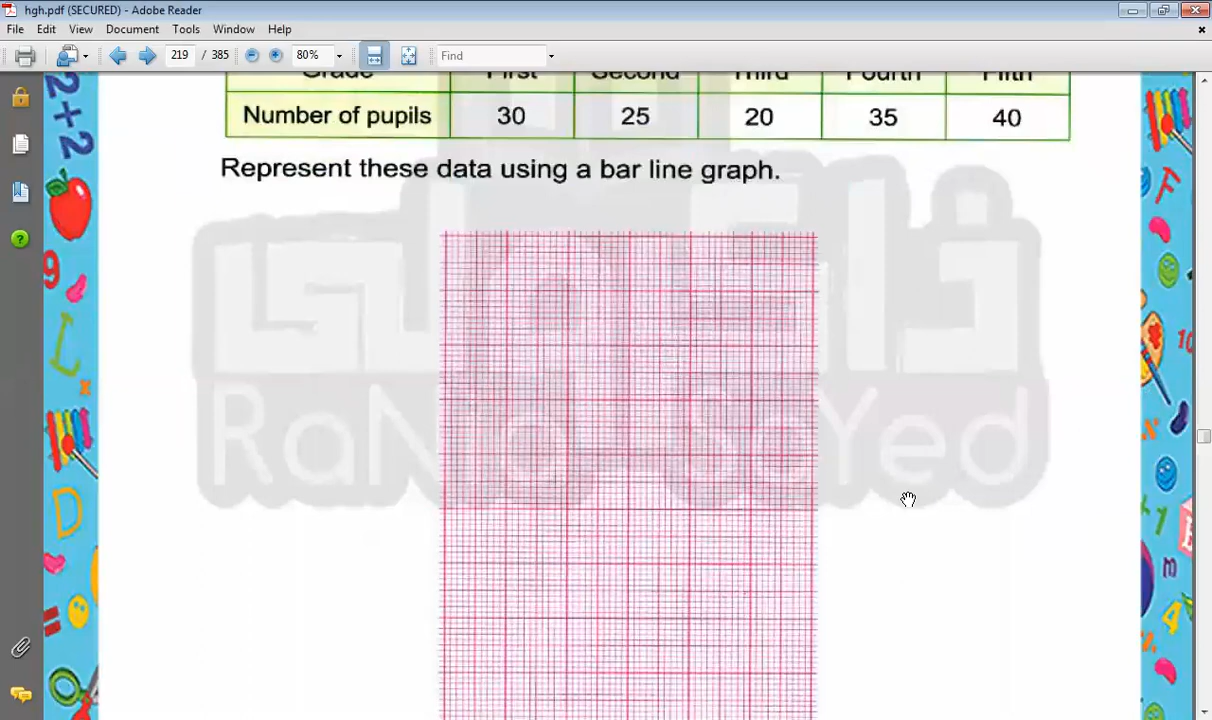 hgh.pdf (SECURED) - Adobe Reader
File Edit View Document Tools Window Help
219 / 385 80% Find
Grade First Second Third Fourth Fifth
Number of pupils 30 25 20 35 40
Represent these data using a bar line graph.